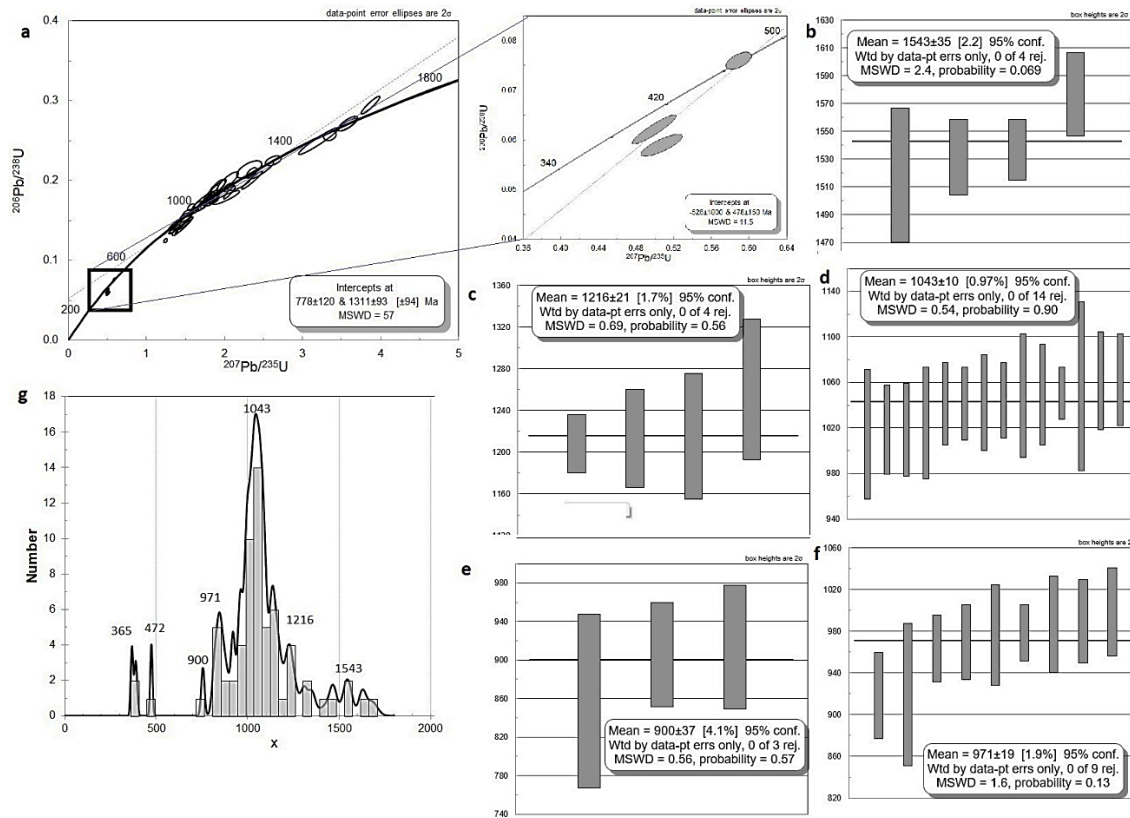 a
data-point error ellipses are 2σ
0.4
0.3
0.2
0.1
0.0
206Pb/238U
200
600
1000
1400
1800
Intercepts at
778±120 & 1311±93 [±94] Ma
MSWD = 57
0
1
2
3
4
5
207Pb/235U
data-point error ellipses are 2σ
0.08
0.07
0.06
0.05
0.04
206Pb/238U
340
420
500
Intercepts at
MSWD = 11.5
0.36
0.40
0.44
0.48
0.52
0.56
0.60
0.64
207Pb/235U
b
box heights are 2σ
Mean = 1543±35 [2.2] 95% conf.
Wtd by data-pt errs only, 0 of 4 rej.
MSWD = 2.4, probability = 0.069
1630
1610
1590
1570
1550
1530
1510
1490
1470
c
Mean = 1216±21 [1.7%] 95% conf.
Wtd by data-pt errs only, 0 of 4 rej.
MSWD = 0.69, probability = 0.56
1360
1320
1280
1240
1200
1160
d
box heights are 2σ
Mean = 1043±10 [0.97%] 95% conf.
Wtd by data-pt errs only, 0 of 14 rej.
MSWD = 0.54, probability = 0.90
1140
1100
1060
1020
980
940
g
18
16
14
12
10
8
6
4
2
0
Number
365
472
900
971
1043
1216
1543
0
500
1000
1500
2000
x
e
box heights are 2σ
980
940
900
860
820
780
740
Mean = 900±37 [4.1%] 95% conf.
Wtd by data-pt errs only, 0 of 3 rej.
MSWD = 0.56, probability = 0.57
f
box heights are 2
1060
1020
980
940
900
860
820
Mean = 971±19 [1.9%] 95% conf.
Wtd by data-pt errs only, 0 of 9 rej.
MSWD = 1.6, probability = 0.13